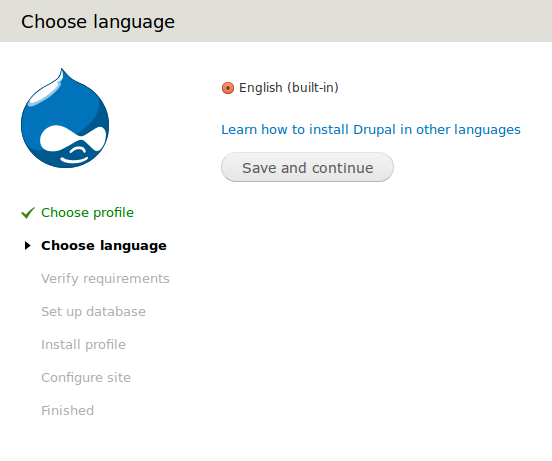 Choose language
English (built-in)
Learn how to install Drupal in other languages
Save and continue
Choose profile
Choose language
Verify requirements
Set up database
Install profile
Configure site
Finished